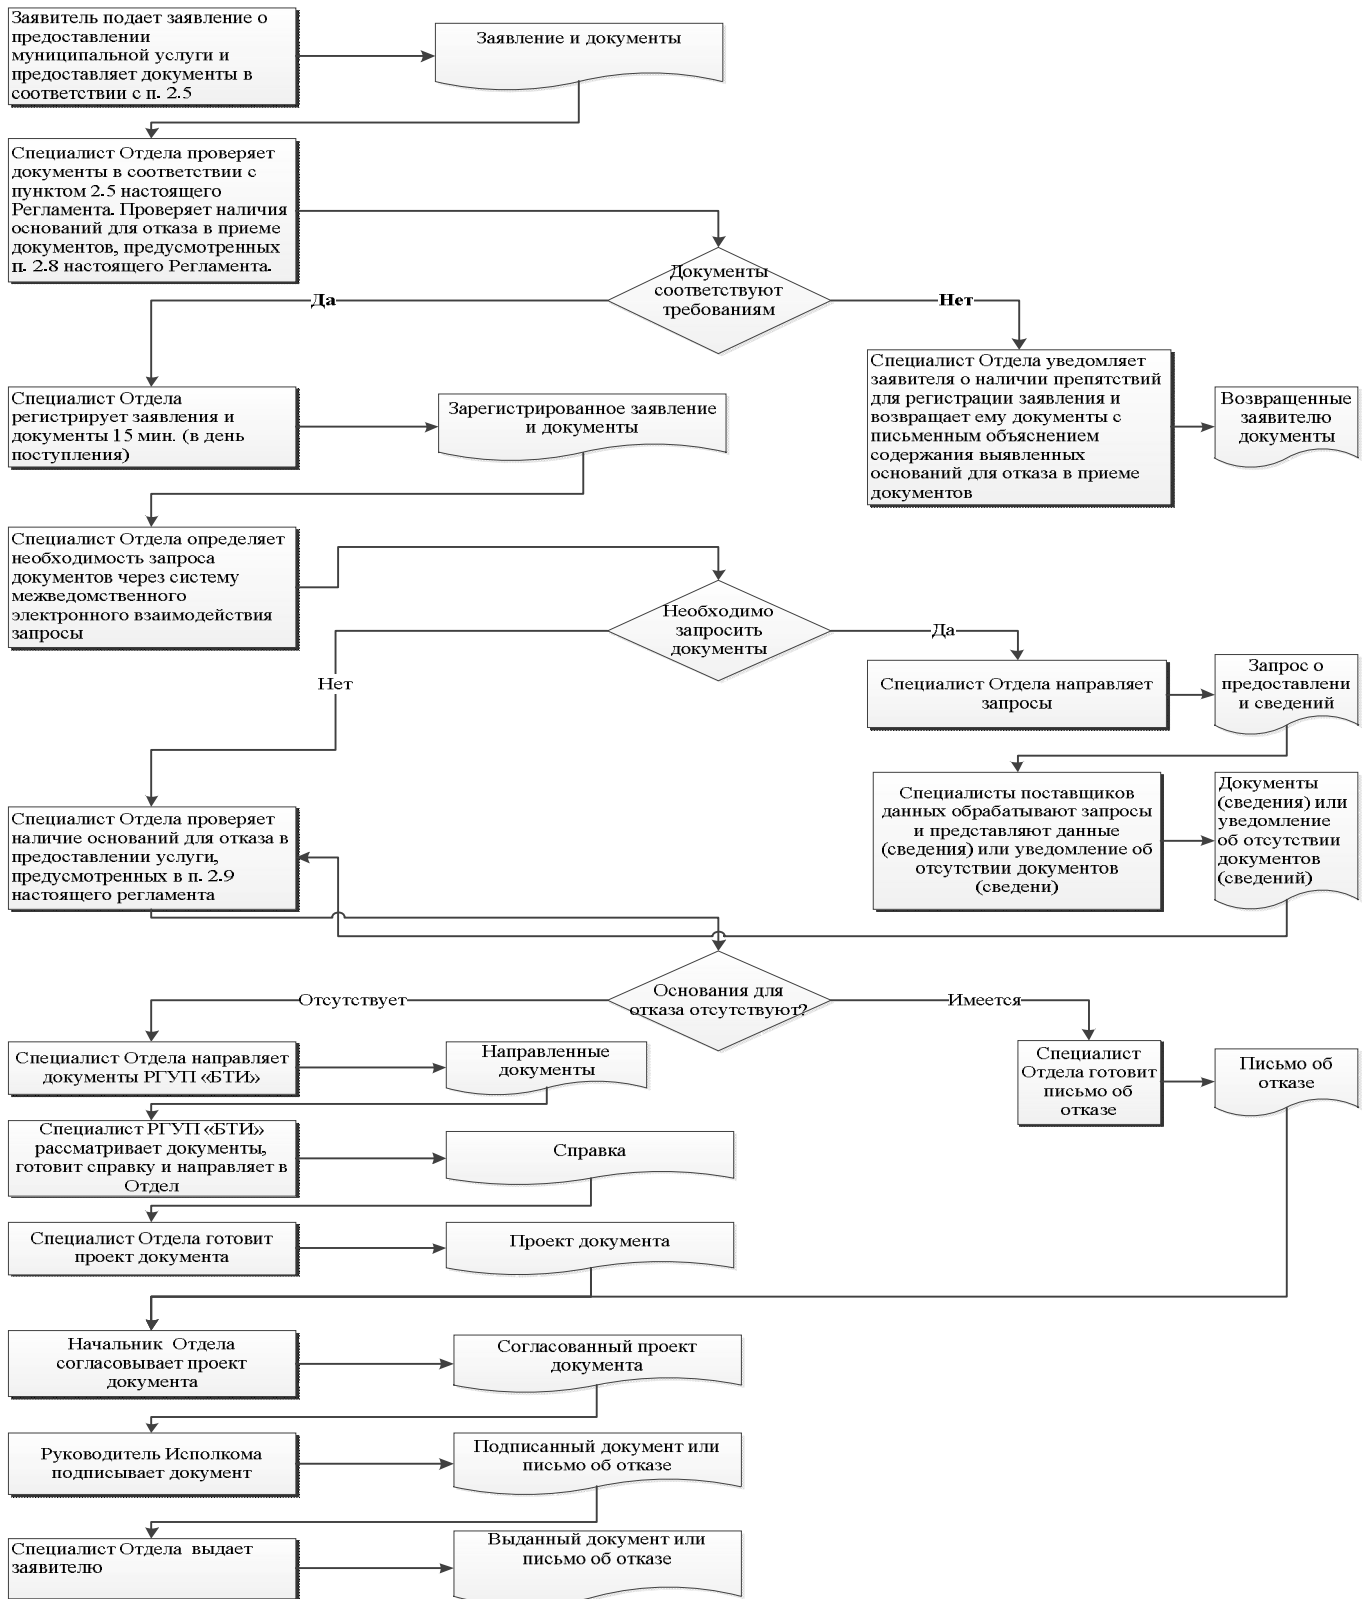 Заявитель подает заявление о
предоставлении
муниципальной услуги и
предоставляет документы в
соответствии с п. 2.5
Заявление и документы
Специалист Отдела проверяет
документы в соответствии с
пунктом 2.5 настоящего
Регламента. Проверяет наличия
оснований для отказа в приеме
документов, предусмотренных
п. 2.8 настоящего Регламента.
Документы
соответствуют
требованиям
Да
Нет
Специалист Отдела
регистрирует заявления и
документы 15 мин. (в день
поступления)
Зарегистрированное заявление
и документы
Специалист Отдела уведомляет
заявителя о наличии препятствий
для регистрации заявления и
возвращает ему документы с
письменным объяснением
содержания выявленных
оснований для отказа в приеме
документов
Возвращенные
заявителю
документы
Специалист Отдела определяет
необходимость запроса
документов через систему
межведомственного
электронного взаимодействия
запросы
Необходимо
запросить
документы
Да
Нет
Специалист Отдела направляет
запросы
Запрос о
предоставлени
и сведений
Специалисты поставщиков
данных обрабатывают запросы
и представляют данные
(сведения) или уведомление об
отсутствии документов
(сведени)
Документы
(сведения) или
уведомление
об отсутствии
документов
(сведений)
Специалист Отдела проверяет
наличие оснований для отказа в
предоставлении услуги,
предусмотренных в п. 2.9
настоящего регламента
Основания для
отказа отсутствуют?
Отсутствует
Имеется
Специалист Отдела направляет
документы РГУП «БТИ»
Направленные
документы
Специалист
Отдела готовит
письмо об
отказе
Письмо об
отказе
Специалист РГУП «БТИ»
рассматривает документы,
готовит справку и направляет в
Отдел
Справка
Специалист Отдела готовит
проект документа
Проект документа
Начальник Отдела
согласовывает проект
документа
Согласованный проект
документа
Руководитель Исполкома
подписывает документ
Подписанный документ или
письмо об отказе
Специалист Отдела выдает
заявителю
Выданный документ или
письмо об отказе